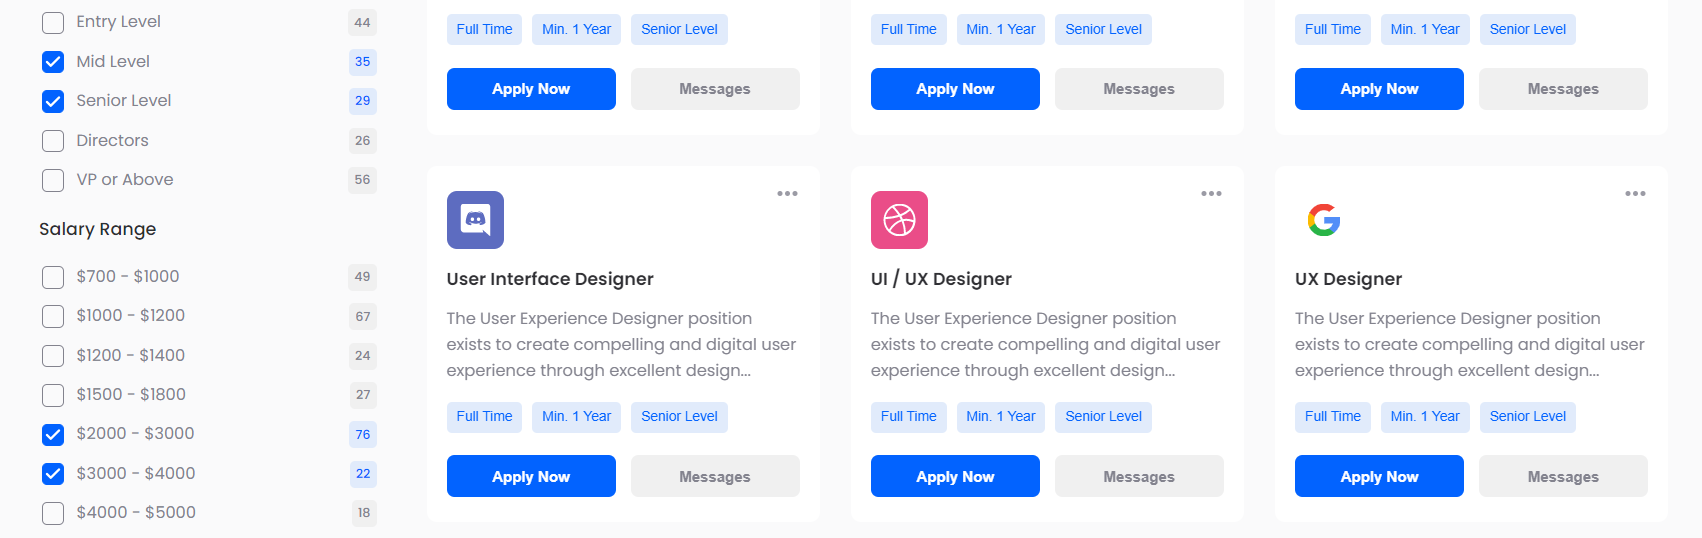 Entry Level 44
Mid Level 35
Senior Level 29
Directors 26
VP or Above 56
Salary Range
$700 - $1000 49
$1000 - $1200 67
$1200 - $1400 24
$1500 - $1800 27
$2000 - $3000 76
$3000 - $4000 22
$4000 - $5000 18
Full Time Min. 1 Year Senior Level
Apply Now Messages
Full Time Min. 1 Year Senior Level
Apply Now Messages
Full Time Min. 1 Year Senior Level
Apply Now Messages
User Interface Designer
The User Experience Designer position
exists to create compelling and digital user
experience through excellent design...
Full Time Min. 1 Year Senior Level
Apply Now Messages
UI / UX Designer
The User Experience Designer position
exists to create compelling and digital user
experience through excellent design...
Full Time Min. 1 Year Senior Level
Apply Now Messages
UX Designer
The User Experience Designer position
exists to create compelling and digital user
experience through excellent design...
Full Time Min. 1 Year Senior Level
Apply Now Messages